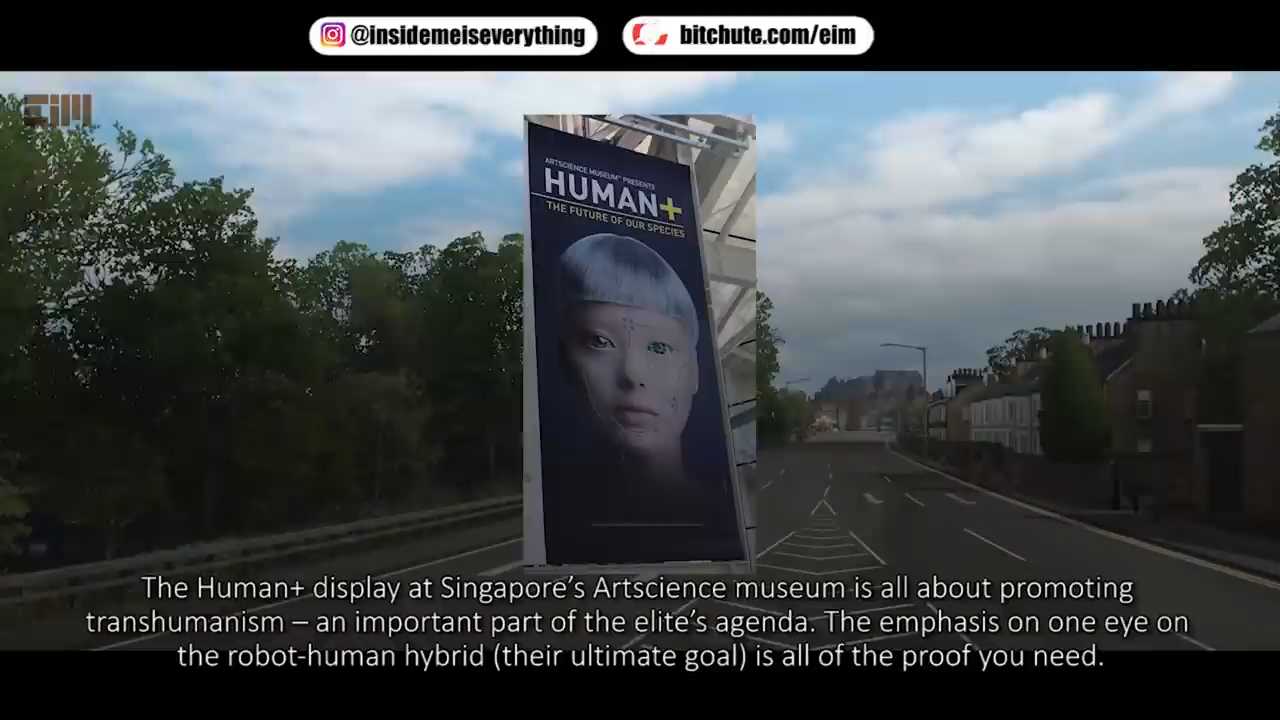 @insidemeiseverything
bitchute.com/eim
eim
ARTSCIENCE MUSEUM™ PRESENTS
HUMAN+
THE FUTURE OF OUR SPECIES
The Human+ display at Singapore’s Artscience museum is all about promoting
transhumanism – an important part of the elite’s agenda. The emphasis on one eye on
the robot-human hybrid (their ultimate goal) is all of the proof you need.